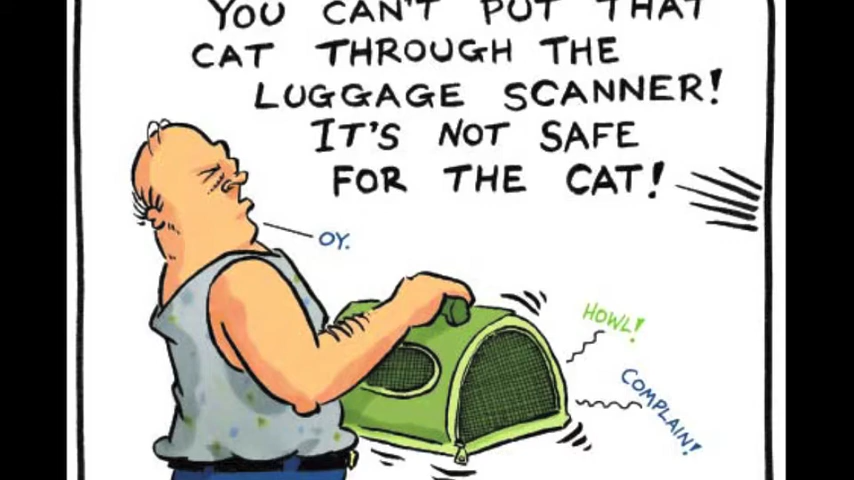 YOU CAN'T PUT THAT
CAT THROUGH THE
LUGGAGE SCANNER!
IT'S NOT SAFE
FOR THE CAT!
OY.
HOWL!
COMPLAIN!